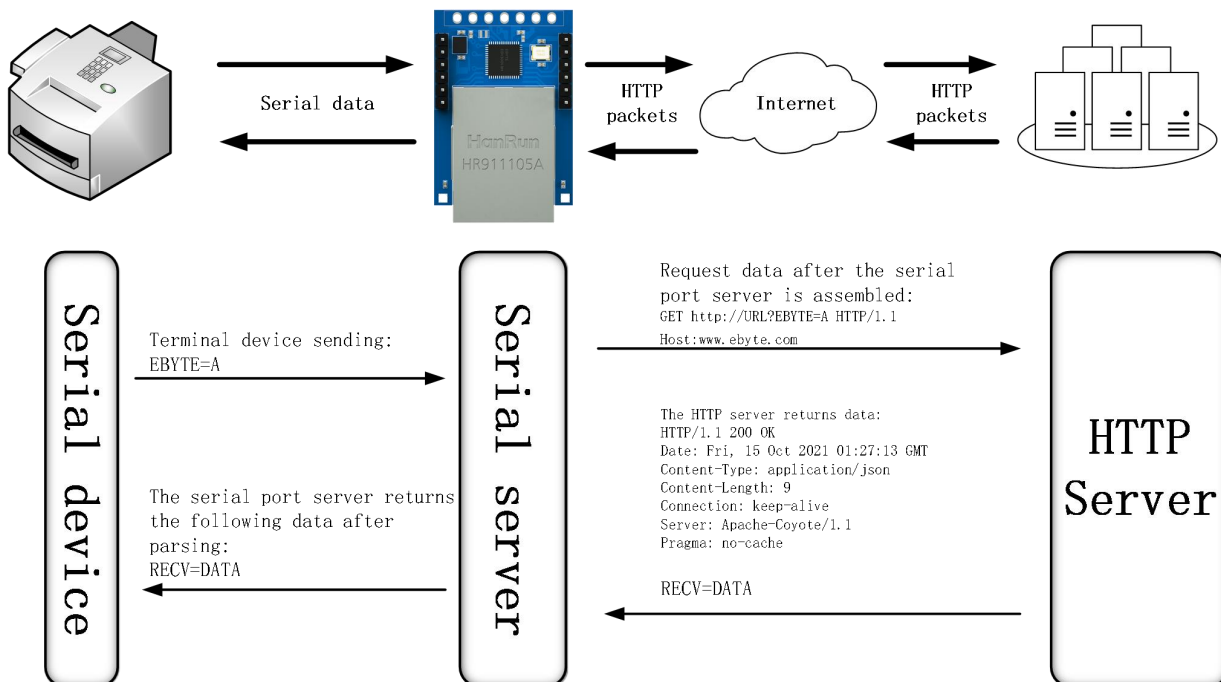 Serial data
HanRun
HR911105A
HTTP
packets
Internet
HTTP
packets
Serial device
Terminal device sending:
EBYTE=A
The serial port server returns
the following data after
parsing:
RECV=DATA
Serial server
Request data after the serial
port server is assembled:
GET http://URL?EBYTE=A HTTP/1.1
Host:www.ebyte.com
The HTTP server returns data:
HTTP/1.1 200 OK
Date: Fri, 15 Oct 2021 01:27:13 GMT
Content-Type: application/json
Content-Length: 9
Connection: keep-alive
Server: Apache-Coyote/1.1
Pragma: no-cache
RECV=DATA
HTTP
Server